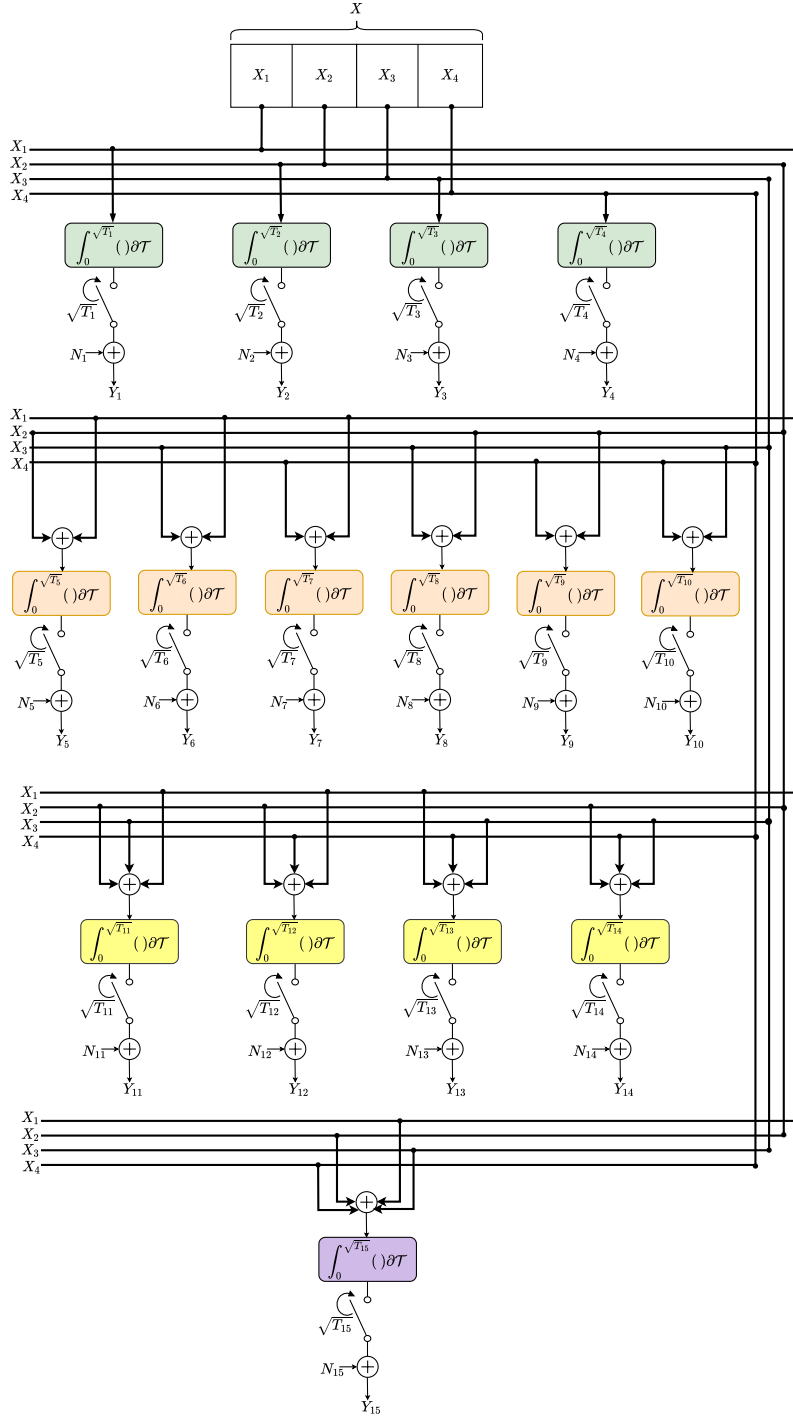 X
X₁ X₂ X₃ X₄
X₁
X₂
X₃
X₄
∫₀^√T₁ ( )∂𝒯 ∫₀^√T₂ ( )∂𝒯 ∫₀^√T₃ ( )∂𝒯 ∫₀^√T₄ ( )∂𝒯
√T₁ √T₂ √T₃ √T₄
N₁ + N₂ + N₃ + N₄ +
Y₁ Y₂ Y₃ Y₄
X₁
X₂
X₃
X₄
+ + + + + +
∫₀^√T₅ ( )∂𝒯 ∫₀^√T₆ ( )∂𝒯 ∫₀^√T₇ ( )∂𝒯 ∫₀^√T₈ ( )∂𝒯 ∫₀^√T₉ ( )∂𝒯 ∫₀^√T₁₀ ( )∂𝒯
√T₅ √T₆ √T₇ √T₈ √T₉ √T₁₀
N₅ + N₆ + N₇ + N₈ + N₉ + N₁₀ +
Y₅ Y₆ Y₇ Y₈ Y₉ Y₁₀
X₁
X₂
X₃
X₄
+ + + +
∫₀^√T₁₁ ( )∂𝒯 ∫₀^√T₁₂ ( )∂𝒯 ∫₀^√T₁₃ ( )∂𝒯 ∫₀^√T₁₄ ( )∂𝒯
√T₁₁ √T₁₂ √T₁₃ √T₁₄
N₁₁ + N₁₂ + N₁₃ + N₁₄ +
Y₁₁ Y₁₂ Y₁₃ Y₁₄
X₁
X₂
X₃
X₄
+
∫₀^√T₁₅ ( )∂𝒯
√T₁₅
N₁₅ +
Y₁₅